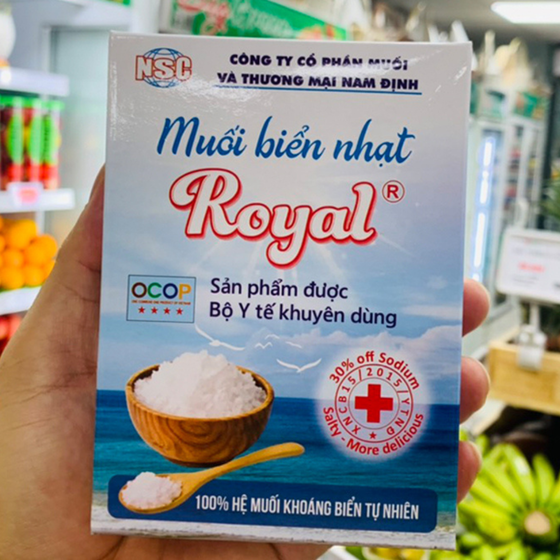 NSC
CÔNG TY CỔ PHẦN MUỐI
VÀ THƯƠNG MẠI NAM ĐỊNH
Muối biển nhạt
Royal®
OCOP
Sản phẩm được
Bộ Y tế khuyên dùng
30% off Sodium
XNCB15/2015/YTNĐ
Salty - More delicious
100% HỆ MUỐI KHOÁNG BIỂN TỰ NHIÊN